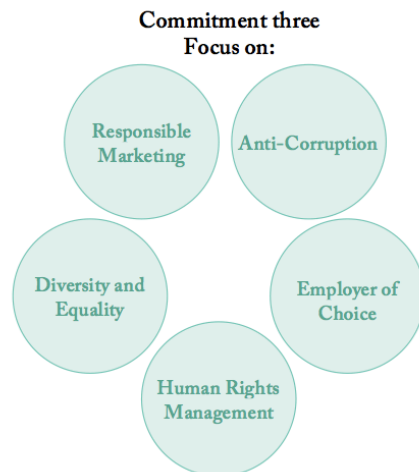 Commitment three
Focus on:
Responsible
Marketing
Anti-Corruption
Diversity and
Equality
Employer of
Choice
Human Rights
Management